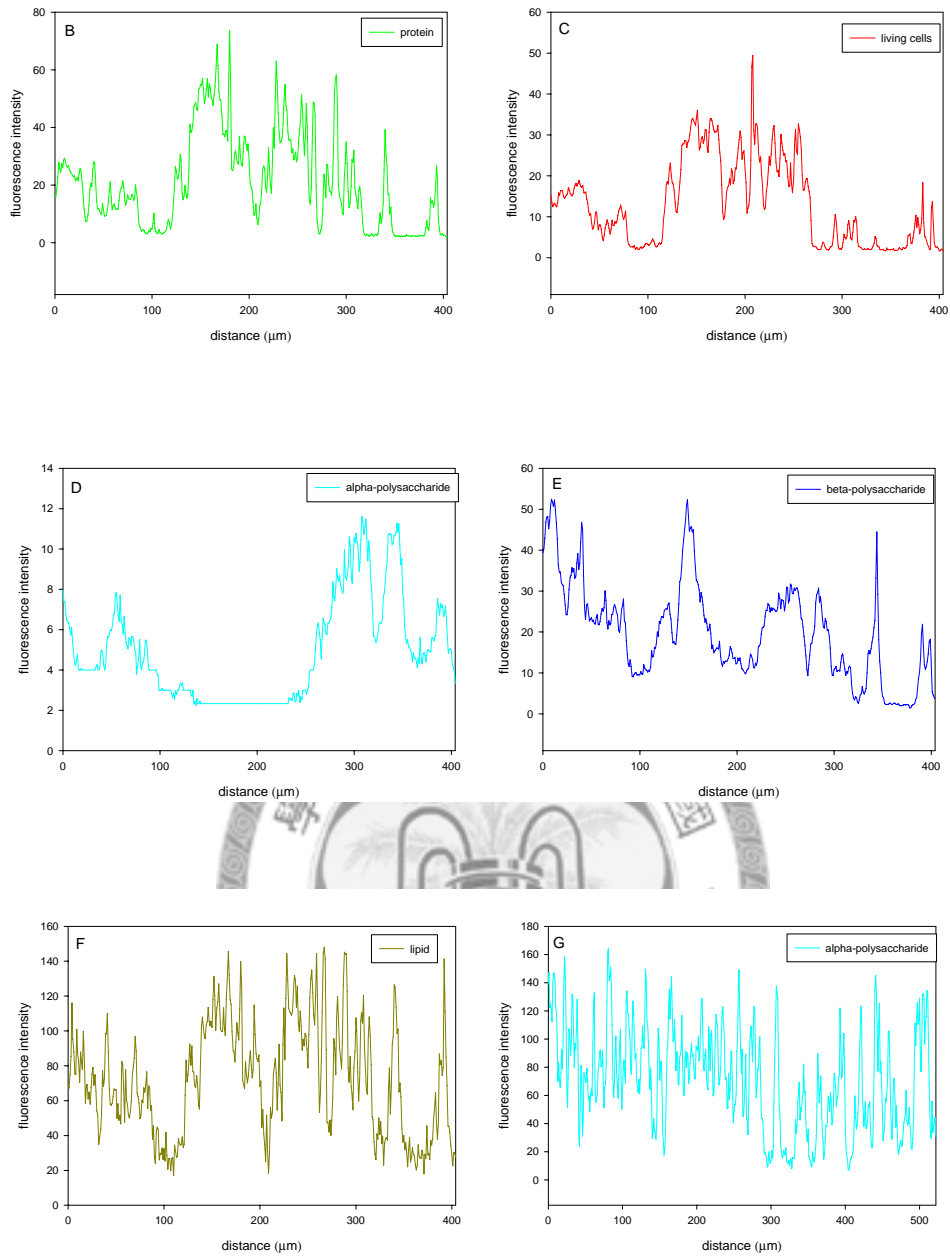 B
protein
80
60
40
20
0
fluorescence intensity
0 100 200 300 400
distance (μm)
C
living cells
60
50
40
30
20
10
0
fluorescence intensity
0 100 200 300 400
distance (μm)
D
alpha-polysaccharide
14
12
10
8
6
4
2
0
fluorescence intensity
0 100 200 300 400
distance (μm)
E
beta-polysaccharide
60
50
40
30
20
10
0
fluorescence intensity
0 100 200 300 400
distance (μm)
F
lipid
160
140
120
100
80
60
40
20
0
fluorescence intensity
0 100 200 300 400
distance (μm)
G
alpha-polysaccharide
180
160
140
120
100
80
60
40
20
0
fluorescence intensity
0 100 200 300 400 500
distance (μm)